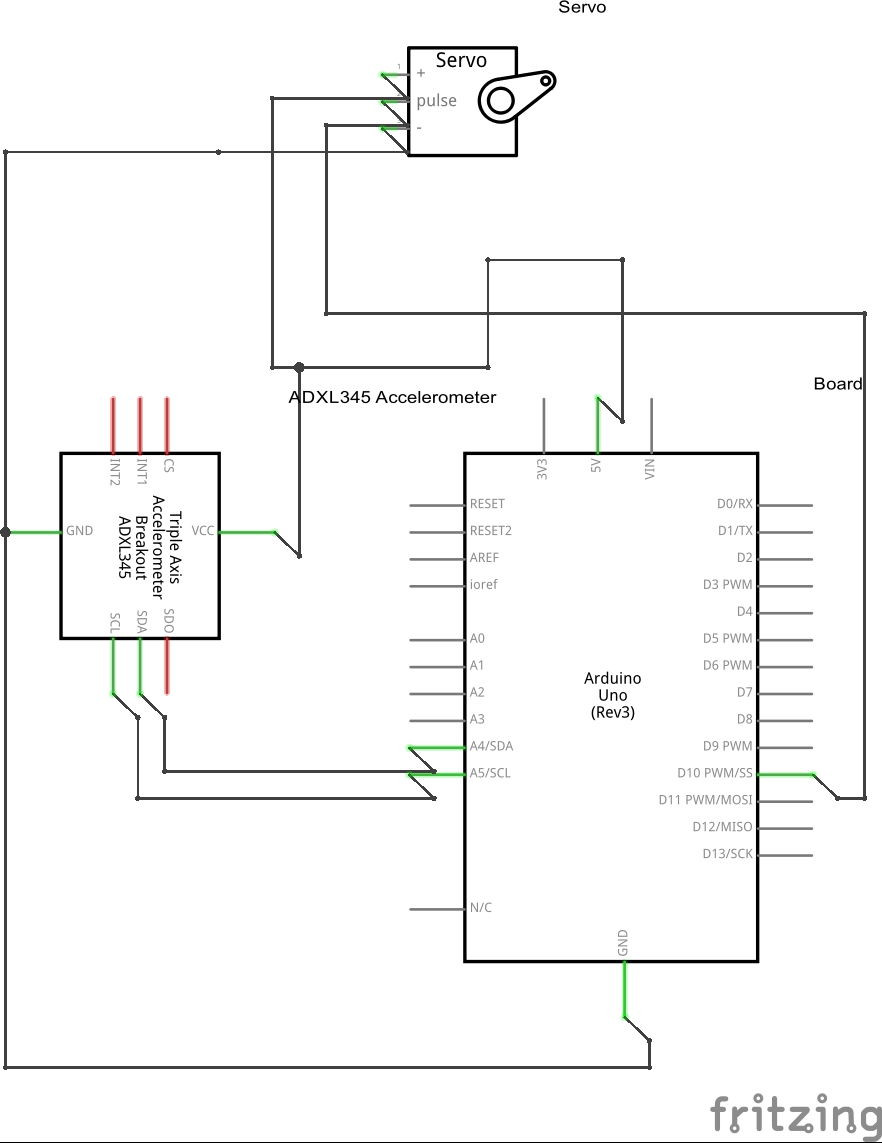 Servo
Servo
1
+
pulse
-
ADXL345 Accelerometer
Board
INT2
INT1
CS
GND
VCC
Triple Axis
Accelerometer
Breakout
ADXL345
SCL
SDA
SDO
3V3
5V
VIN
RESET
RESET2
AREF
ioref
A0
A1
A2
A3
A4/SDA
A5/SCL
N/C
Arduino
Uno
(Rev3)
D0/RX
D1/TX
D2
D3 PWM
D4
D5 PWM
D6 PWM
D7
D8
D9 PWM
D10 PWM/SS
D11 PWM/MOSI
D12/MISO
D13/SCK
GND
fritzing